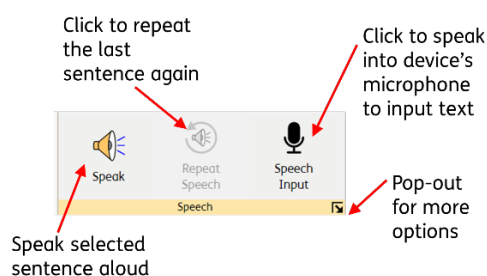 Click to repeat
the last
sentence again
Click to speak
into device's
microphone
to input text
Speak
Repeat
Speech
Speech
Input
Speech
Pop-out
for more
options
Speak selected
sentence aloud